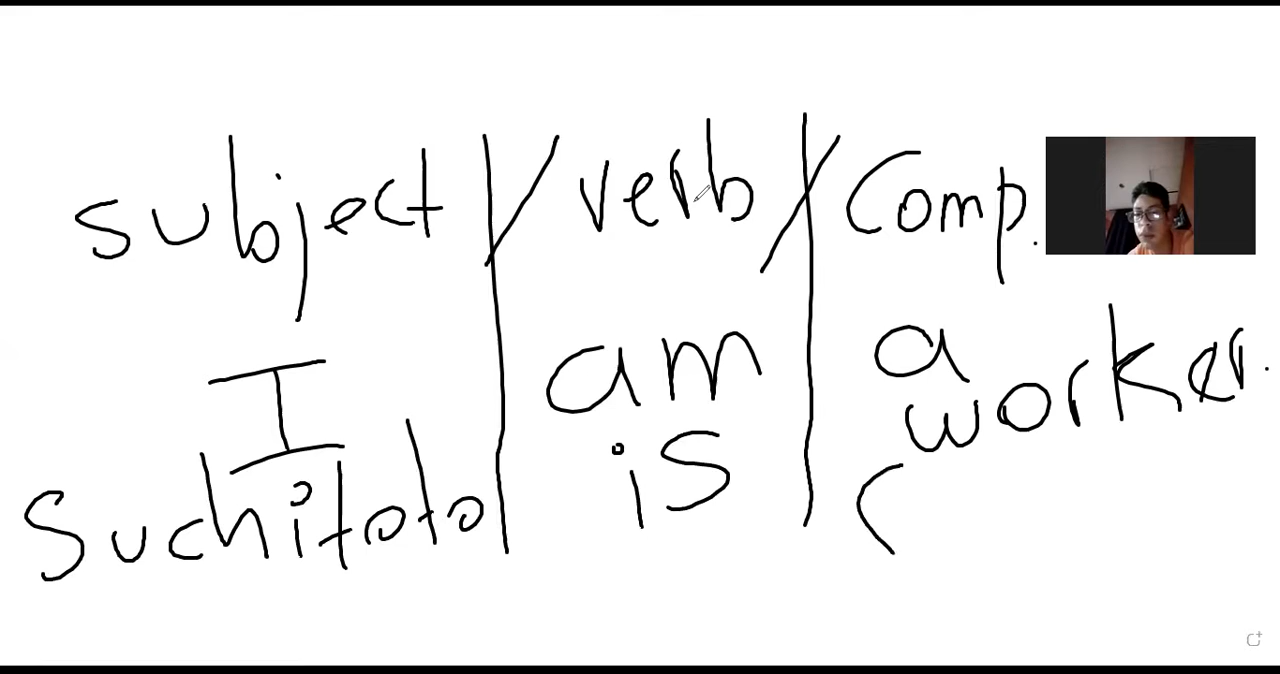 subject / verb / Comp.
I am a worker.
Suchitoto is (